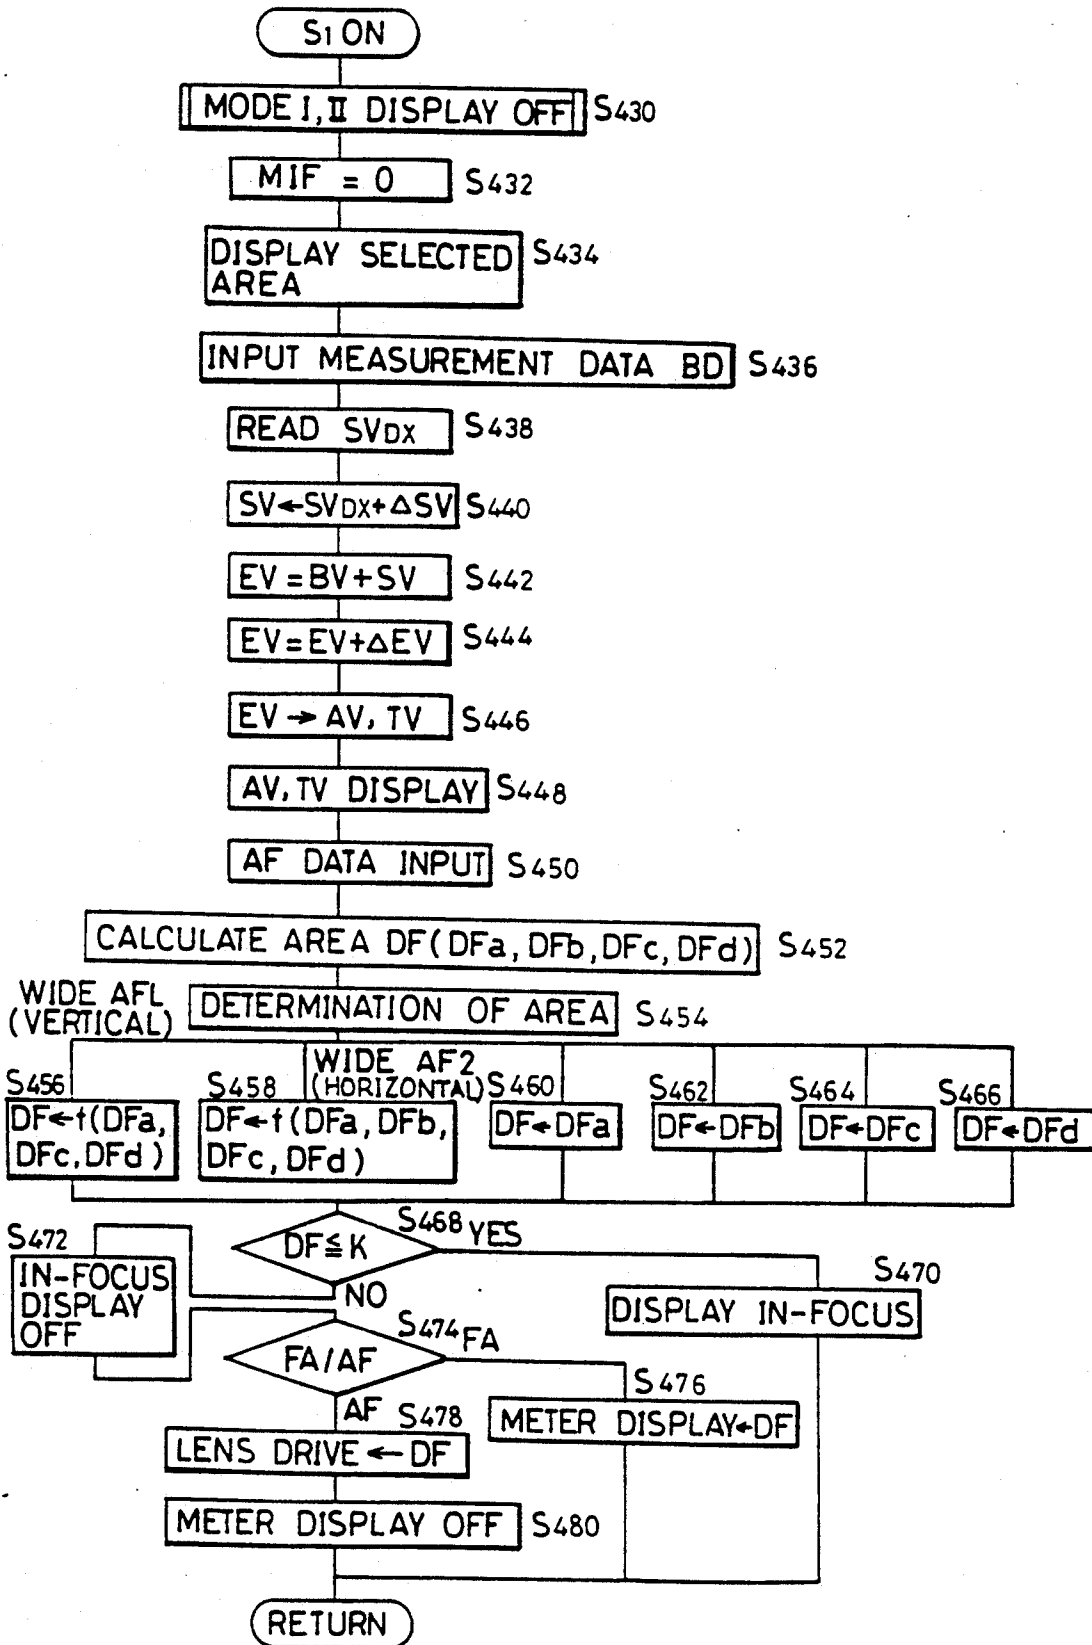 S1 ON
MODE I, II DISPLAY OFF S430
MIF = 0 S432
DISPLAY SELECTED S434
AREA
INPUT MEASUREMENT DATA BD S436
READ SVDX S438
SV←SVDX+ΔSV S440
EV=BV+SV S442
EV=EV+ΔEV S444
EV→AV, TV S446
AV, TV DISPLAY S448
AF DATA INPUT S450
CALCULATE AREA DF(DFa, DFb, DFc, DFd) S452
WIDE AFL
(VERTICAL)
DETERMINATION OF AREA S454
WIDE AF2
(HORIZONTAL)
S456
DF←f(DFa,
DFc, DFd)
S458
DF←f(DFa, DFb,
DFc, DFd)
S460
DF←DFa
S462
DF←DFb
S464
DF←DFc
S466
DF←DFd
S468
DF≦K
YES
NO
S472
IN-FOCUS
DISPLAY
OFF
S470
DISPLAY IN-FOCUS
S474
FA/AF
FA
AF
S476
METER DISPLAY←DF
S478
LENS DRIVE←DF
METER DISPLAY OFF S480
RETURN